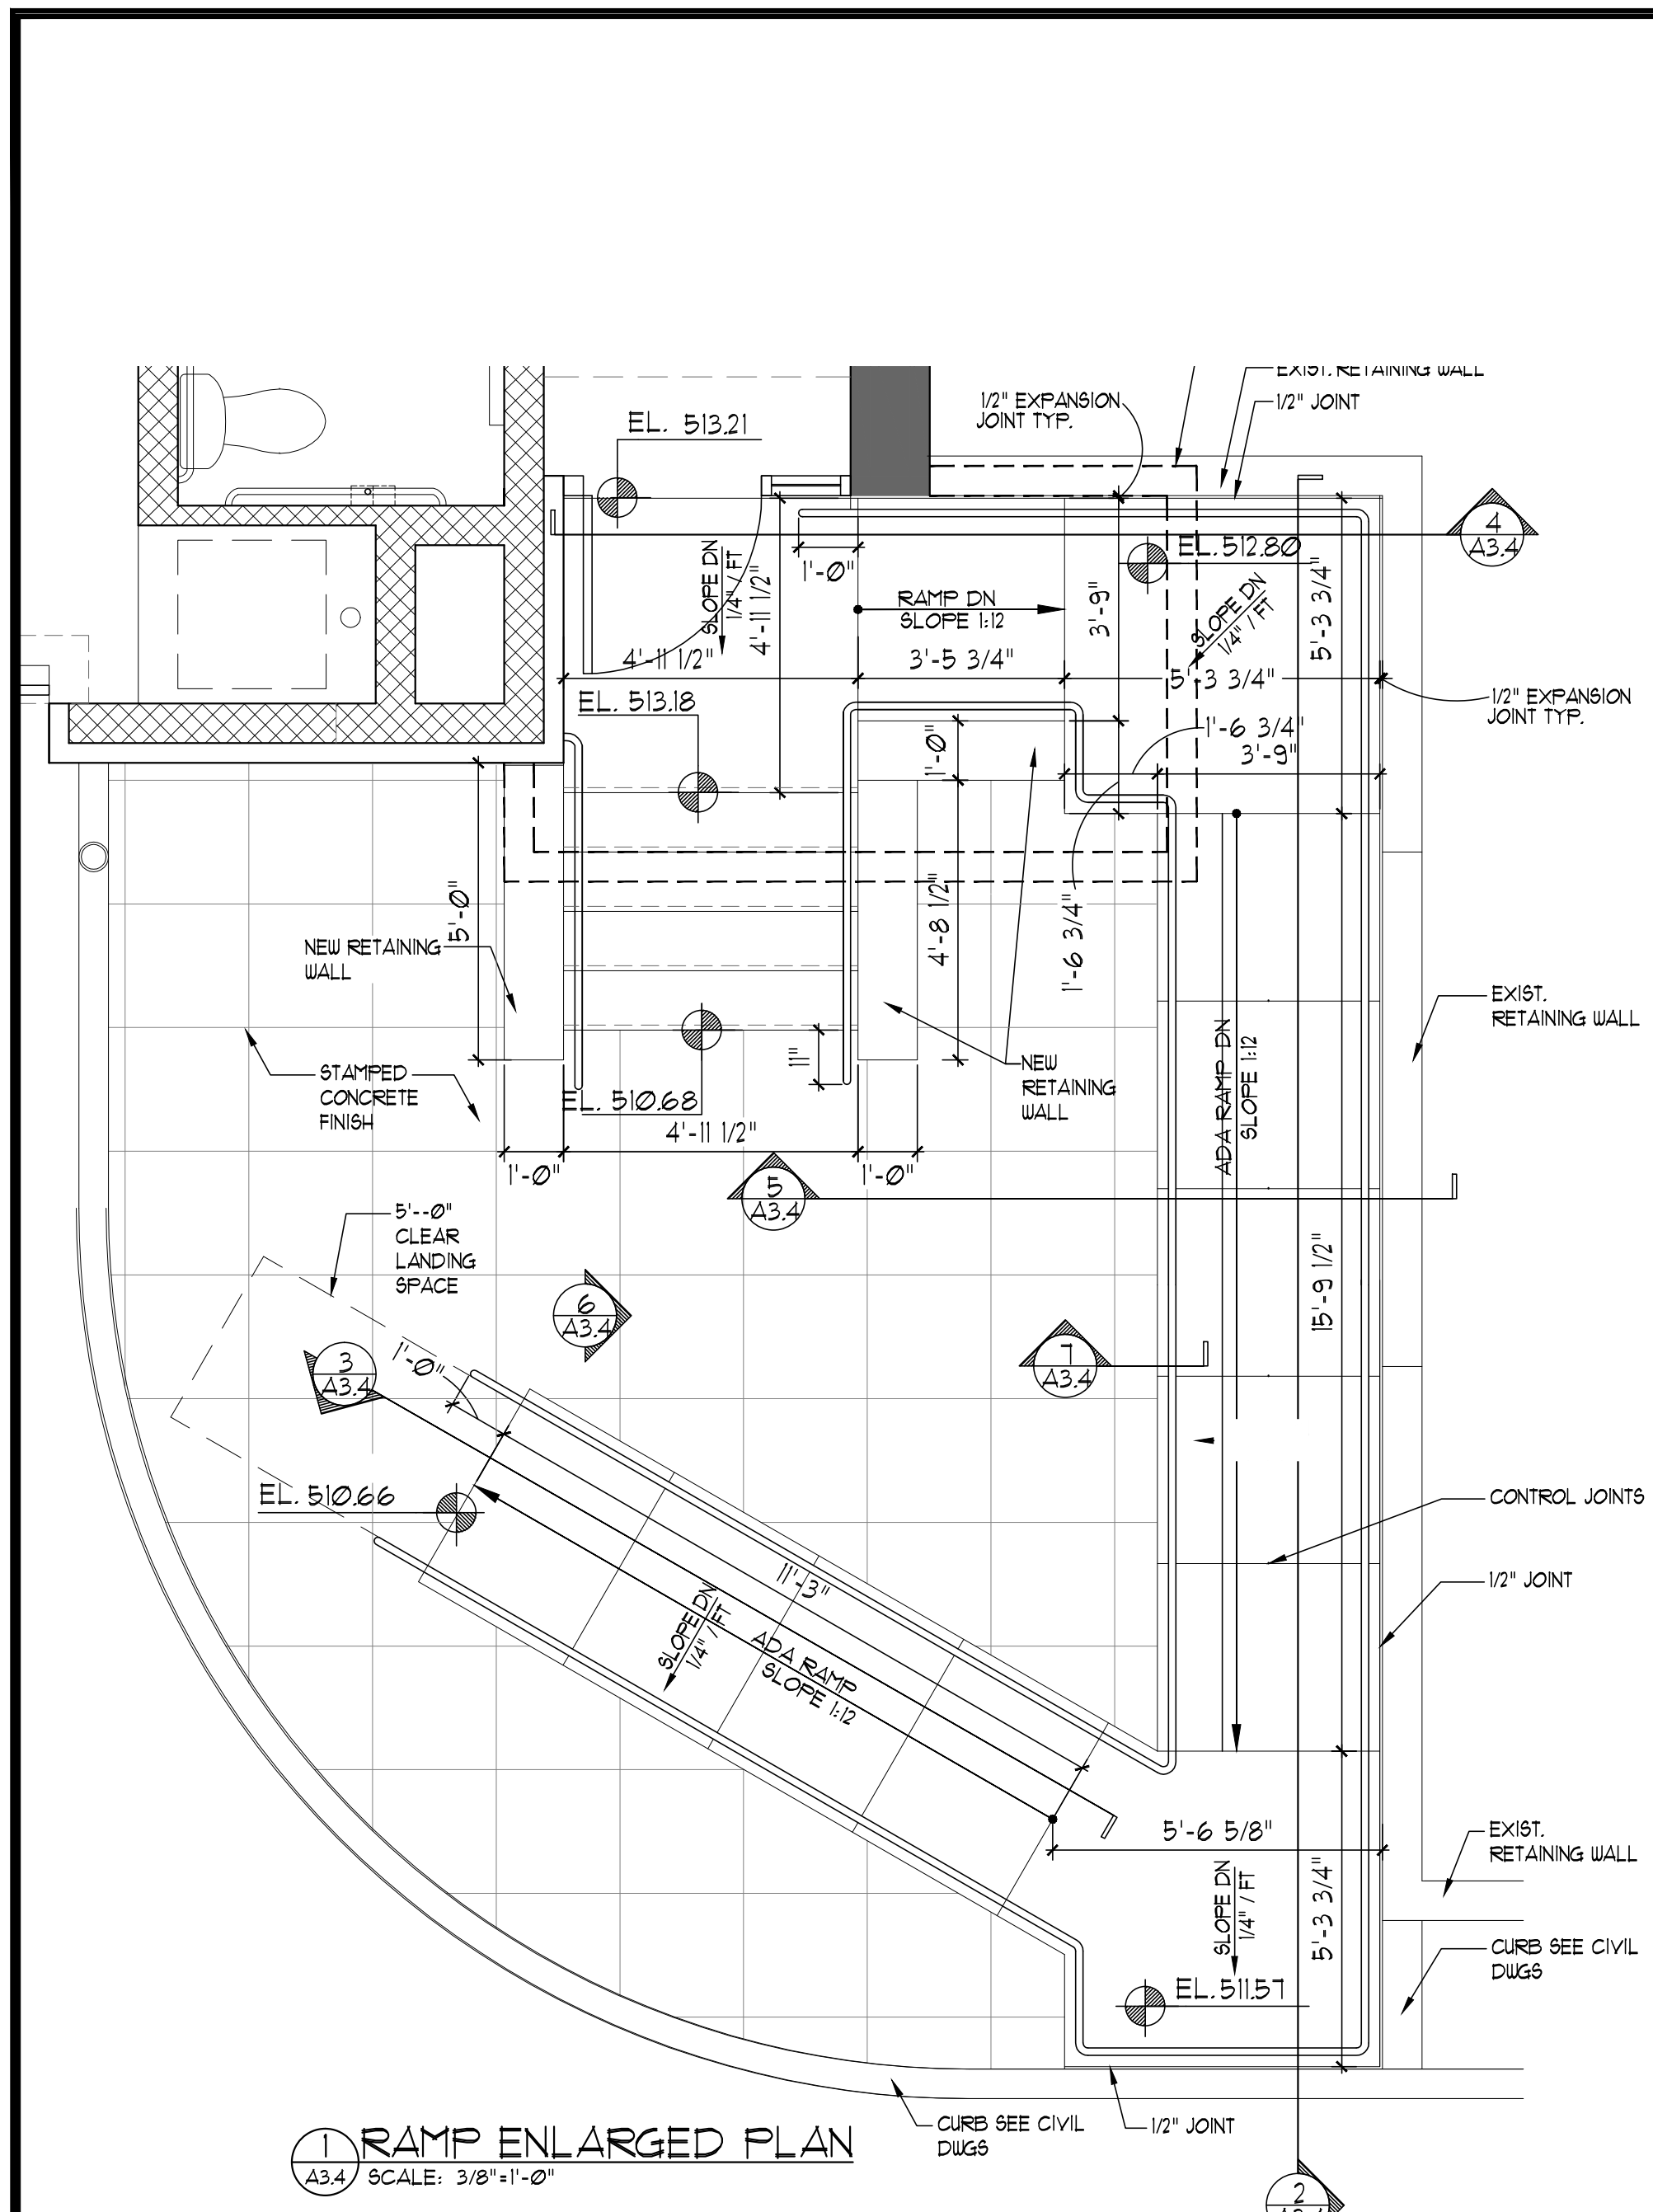 EXIST. RETAINING WALL
1/2" EXPANSION
JOINT TYP.
1/2" JOINT
EL. 513.21
4
A3.4
EL. 512.80
1'-0"
SLOPE DN
1/4" / FT
4'-11 1/2"
RAMP DN
SLOPE 1:12
3'-9"
SLOPE DN
1/4" / FT
5'-3 3/4"
4'-11 1/2"
3'-5 3/4"
5'-3 3/4"
EL. 513.18
1/2" EXPANSION
JOINT TYP.
1'-6 3/4"
3'-9"
1'-0"
5'-0"
4'-8 1/2"
1'-6 3/4"
NEW RETAINING
WALL
EXIST.
RETAINING WALL
STAMPED
CONCRETE
FINISH
11"
NEW
RETAINING
WALL
ADA RAMP DN
SLOPE 1:12
EL. 510.68
4'-11 1/2"
1'-0"
1'-0"
5
A3.4
5'--0"
CLEAR
LANDING
SPACE
6
A3.4
15'-9 1/2"
3
A3.4
1'-0"
7
A3.4
EL. 510.66
CONTROL JOINTS
11'-3"
1/2" JOINT
SLOPE DN
1/4" / FT
ADA RAMP
SLOPE 1:12
5'-6 5/8"
EXIST.
RETAINING WALL
SLOPE DN
1/4" / FT
5'-3 3/4"
CURB SEE CIVIL
DWGS
EL. 511.57
CURB SEE CIVIL
DWGS
1/2" JOINT
1
A3.4
RAMP ENLARGED PLAN
SCALE: 3/8"=1'-0"
2